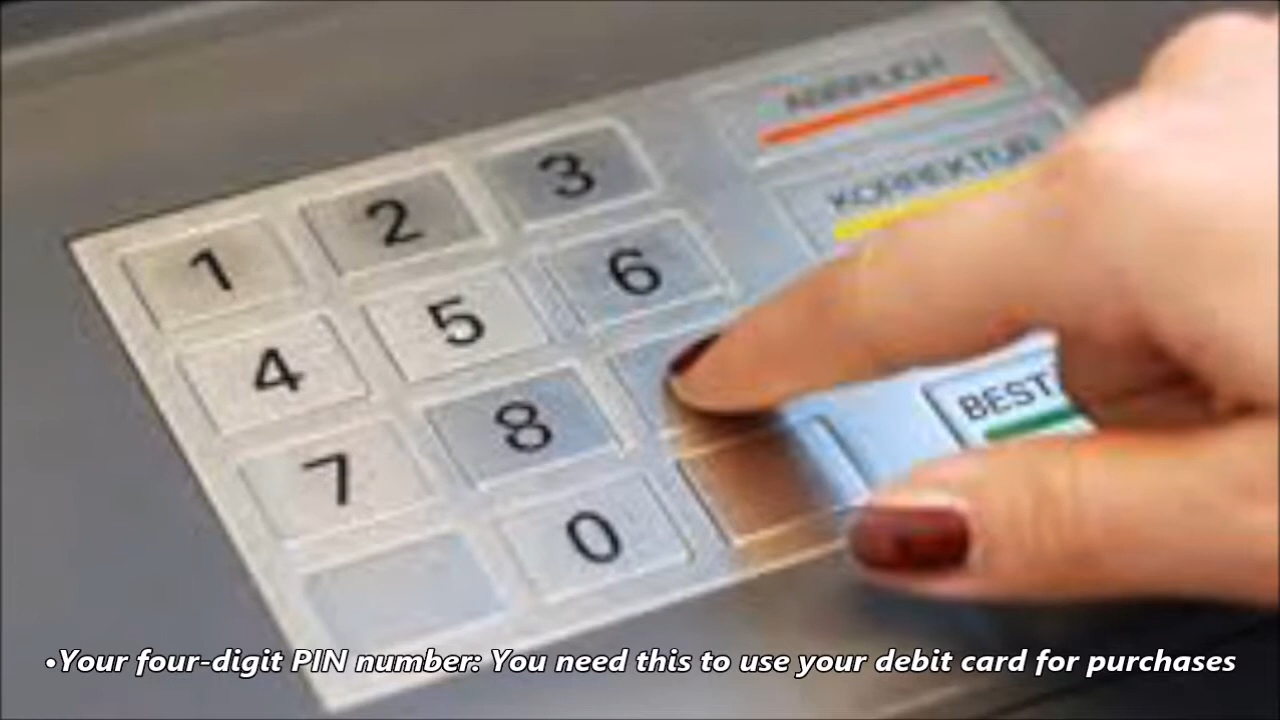 ABBRUCH
KORREKTUR
BEST
1 2 3
4 5 6
7 8
0
•Your four-digit PIN number: You need this to use your debit card for purchases